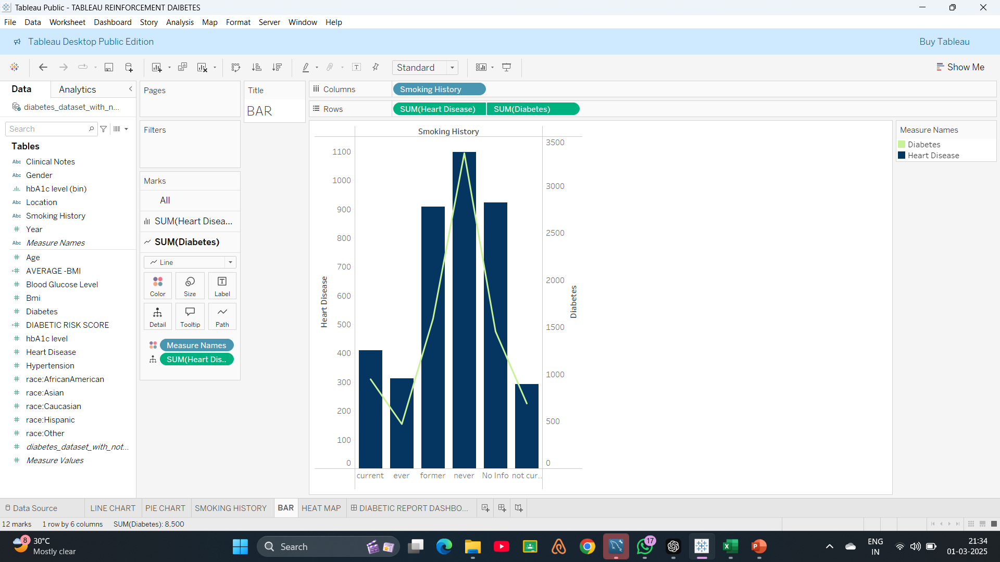 Tableau Public - TABLEAU REINFORCEMENT DAIBETES
File Data Worksheet Dashboard Story Analysis Map Format Server Window Help
Tableau Desktop Public Edition
Buy Tableau
Standard
Show Me
Data
Analytics
diabetes_dataset_with_n...
Search
Tables
Abc Clinical Notes
Abc Gender
hbA1c level (bin)
Abc Location
Abc Smoking History
# Year
Abc Measure Names
# Age
=# AVERAGE -BMI
# Blood Glucose Level
# Bmi
# Diabetes
=# DIABETIC RISK SCORE
# hbA1c level
# Heart Disease
# Hypertension
# race:AfricanAmerican
# race:Asian
# race:Caucasian
# race:Hispanic
# race:Other
# diabetes_dataset_with_not...
# Measure Values
Pages
Filters
Marks
All
SUM(Heart Disea...
SUM(Diabetes)
Line
Color Size Label
Detail Tooltip Path
Measure Names
SUM(Heart Dis..
Title
BAR
Columns
Smoking History
Rows
SUM(Heart Disease) SUM(Diabetes)
Smoking History
Heart Disease
1100
1000
900
800
700
600
500
400
300
200
100
0
3500
3000
2500
2000
1500
1000
500
0
Diabetes
current ever former never No Info not cur..
Measure Names
Diabetes
Heart Disease
Data Source LINE CHART PIE CHART SMOKING HISTORY BAR HEAT MAP DIABETIC REPORT DASHBO...
12 marks 1 row by 6 columns SUM(Diabetes): 8,500
8
30°C
Mostly clear
Search
17
ENG
IN
21:34
01-03-2025